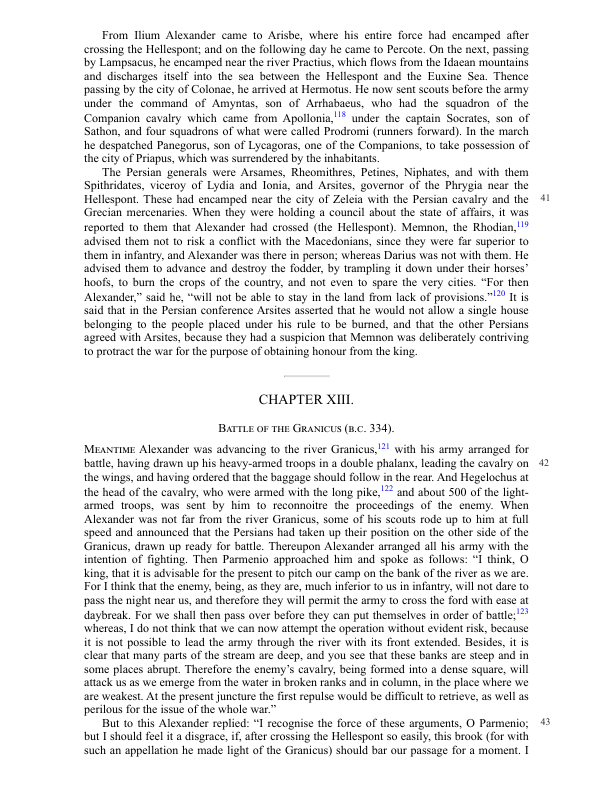 From Ilium Alexander came to Arisbe, where his entire force had encamped after
crossing the Hellespont; and on the following day he came to Percote. On the next, passing
by Lampsacus, he encamped near the river Practius, which flows from the Idaean mountains
and discharges itself into the sea between the Hellespont and the Euxine Sea. Thence
passing by the city of Colonae, he arrived at Hermotus. He now sent scouts before the army
under the command of Amyntas, son of Arrhabaeus, who had the squadron of the
Companion cavalry which came from Apollonia,118 under the captain Socrates, son of
Sathon, and four squadrons of what were called Prodromi (runners forward). In the march
he despatched Panegorus, son of Lycagoras, one of the Companions, to take possession of
the city of Priapus, which was surrendered by the inhabitants.
The Persian generals were Arsames, Rheomithres, Petines, Niphates, and with them
Spithridates, viceroy of Lydia and Ionia, and Arsites, governor of the Phrygia near the
Hellespont. These had encamped near the city of Zeleia with the Persian cavalry and the 41
Grecian mercenaries. When they were holding a council about the state of affairs, it was
reported to them that Alexander had crossed (the Hellespont). Memnon, the Rhodian,119
advised them not to risk a conflict with the Macedonians, since they were far superior to
them in infantry, and Alexander was there in person; whereas Darius was not with them. He
advised them to advance and destroy the fodder, by trampling it down under their horses’
hoofs, to burn the crops of the country, and not even to spare the very cities. “For then
Alexander,” said he, “will not be able to stay in the land from lack of provisions.”120 It is
said that in the Persian conference Arsites asserted that he would not allow a single house
belonging to the people placed under his rule to be burned, and that the other Persians
agreed with Arsites, because they had a suspicion that Memnon was deliberately contriving
to protract the war for the purpose of obtaining honour from the king.
CHAPTER XIII.
BATTLE OF THE GRANICUS (B.C. 334).
MEANTIME Alexander was advancing to the river Granicus,121 with his army arranged for
battle, having drawn up his heavy-armed troops in a double phalanx, leading the cavalry on 42
the wings, and having ordered that the baggage should follow in the rear. And Hegelochus at
the head of the cavalry, who were armed with the long pike,122 and about 500 of the light-
armed troops, was sent by him to reconnoitre the proceedings of the enemy. When
Alexander was not far from the river Granicus, some of his scouts rode up to him at full
speed and announced that the Persians had taken up their position on the other side of the
Granicus, drawn up ready for battle. Thereupon Alexander arranged all his army with the
intention of fighting. Then Parmenio approached him and spoke as follows: “I think, O
king, that it is advisable for the present to pitch our camp on the bank of the river as we are.
For I think that the enemy, being, as they are, much inferior to us in infantry, will not dare to
pass the night near us, and therefore they will permit the army to cross the ford with ease at
daybreak. For we shall then pass over before they can put themselves in order of battle;123
whereas, I do not think that we can now attempt the operation without evident risk, because
it is not possible to lead the army through the river with its front extended. Besides, it is
clear that many parts of the stream are deep, and you see that these banks are steep and in
some places abrupt. Therefore the enemy’s cavalry, being formed into a dense square, will
attack us as we emerge from the water in broken ranks and in column, in the place where we
are weakest. At the present juncture the first repulse would be difficult to retrieve, as well as
perilous for the issue of the whole war.”
But to this Alexander replied: “I recognise the force of these arguments, O Parmenio; 43
but I should feel it a disgrace, if, after crossing the Hellespont so easily, this brook (for with
such an appellation he made light of the Granicus) should bar our passage for a moment. I